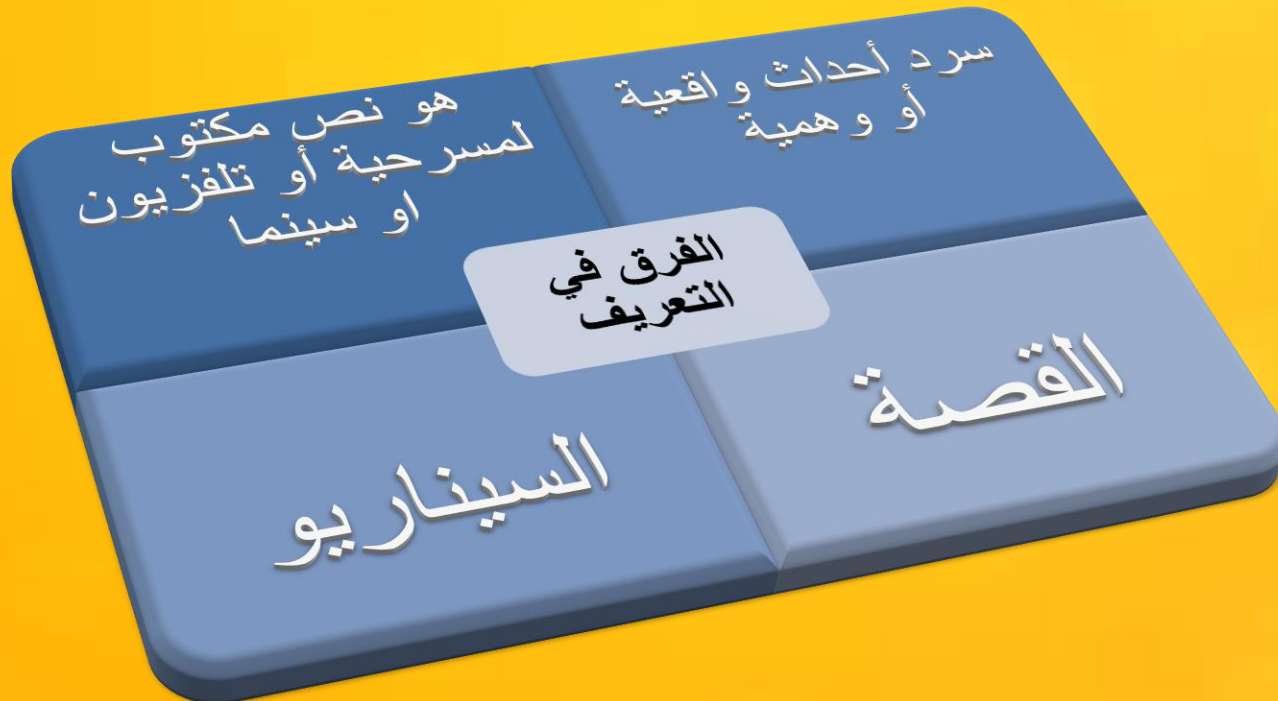 سرد أحداث واقعية
أو وهمية
هو نص مكتوب
لمسرحية أو تلفزيون
او سينما
الفرق في
التعريف
القصة
السيناريو